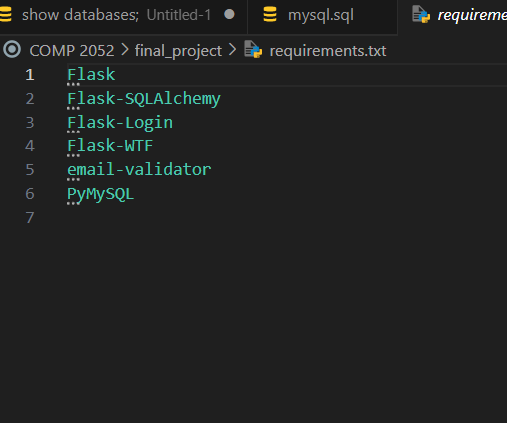 show databases; Untitled-1
mysql.sql
requireme
COMP 2052 > final_project > requirements.txt
1 Flask
2 Flask-SQLAlchemy
3 Flask-Login
4 Flask-WTF
5 email-validator
6 PyMySQL
7